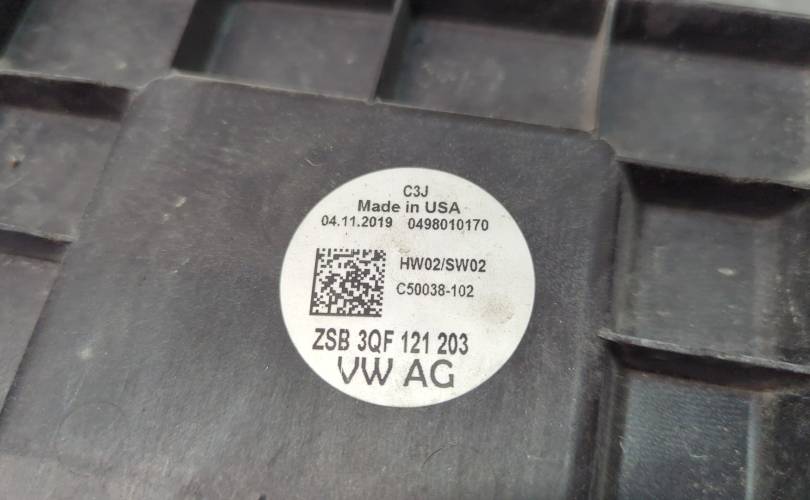 C3J
Made in USA
04.11.2019 0498010170
HW02/SW02
C50038-102
ZSB 3QF 121 203
VW AG